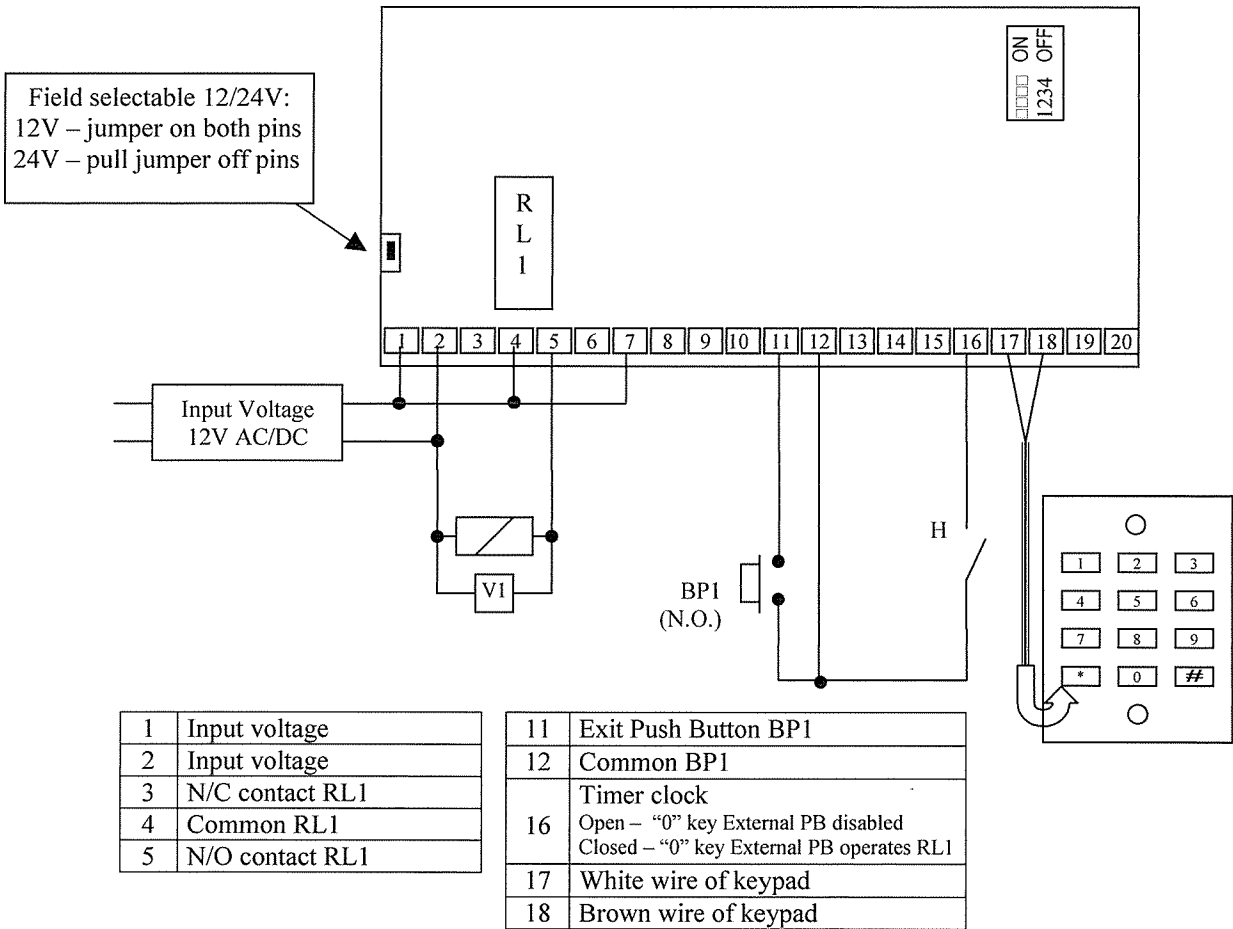 Field selectable 12/24V:
12V – jumper on both pins
24V – pull jumper off pins
ON
OFF
1234
R
L
1
1 2 3 4 5 6 7 8 9 10 11 12 13 14 15 16 17 18 19 20
Input Voltage
12V AC/DC
V1
BP1
(N.O.)
H
1 2 3
4 5 6
7 8 9
* 0 #
1 Input voltage
2 Input voltage
3 N/C contact RL1
4 Common RL1
5 N/O contact RL1
11 Exit Push Button BP1
12 Common BP1
16 Timer clock
Open – “0” key External PB disabled
Closed – “0” key External PB operates RL1
17 White wire of keypad
18 Brown wire of keypad